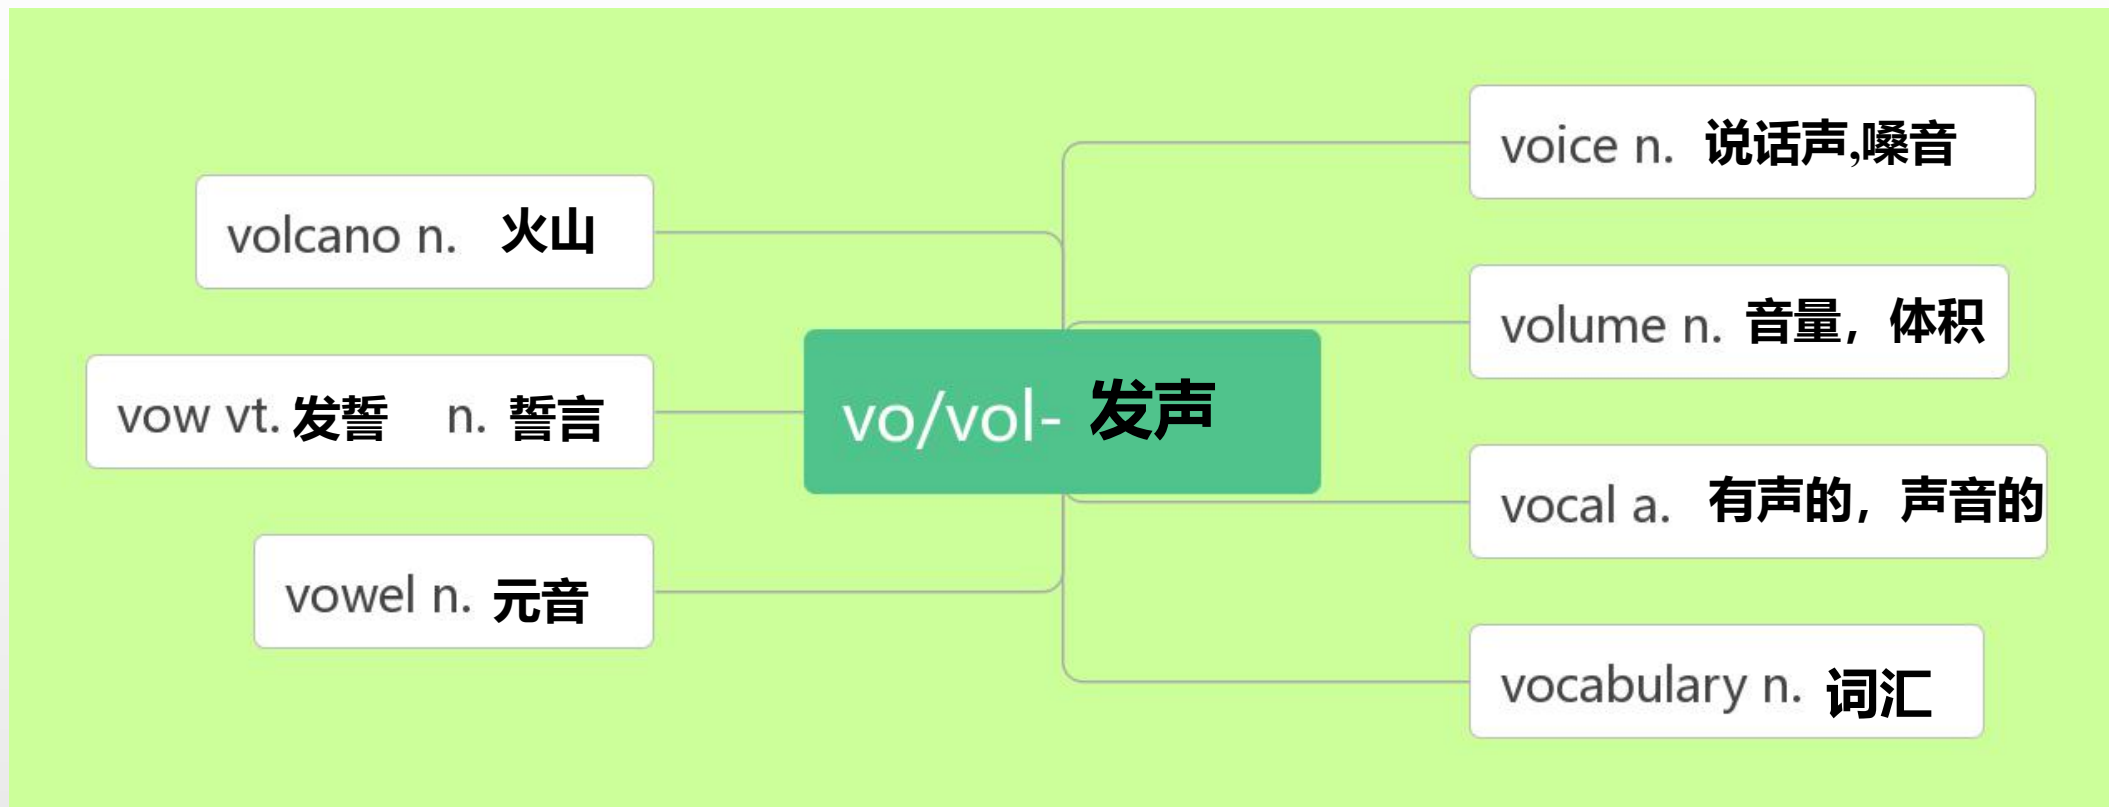 voice n. 说话声,嗓音
volcano n. 火山
volume n. 音量，体积
vow vt. 发誓 n. 誓言
vo/vol- 发声
vocal a. 有声的，声音的
vowel n. 元音
vocabulary n. 词汇